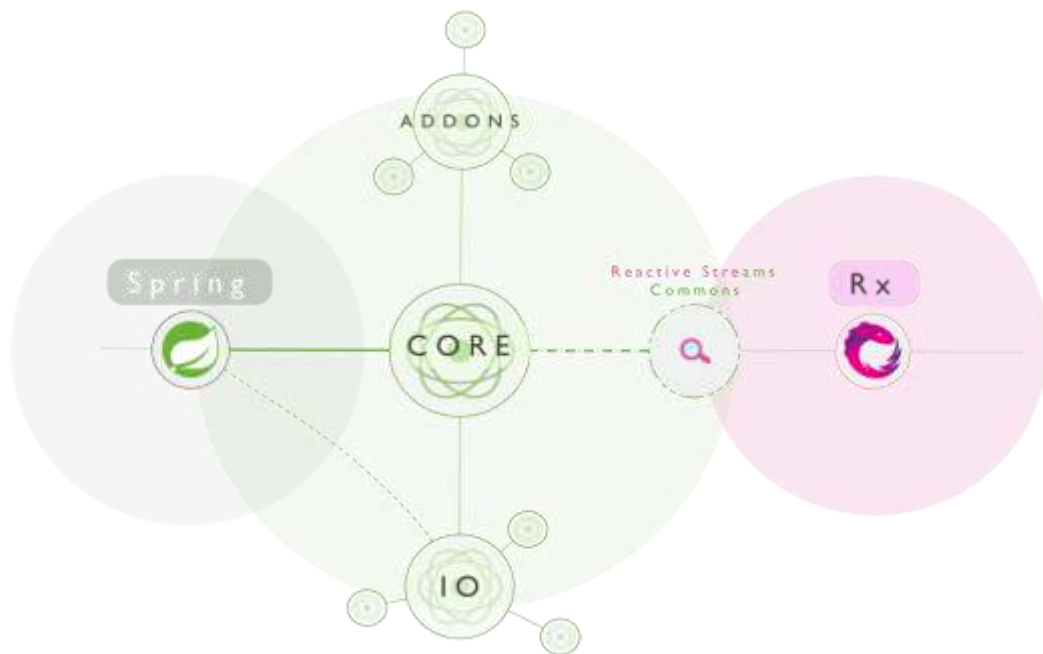 ADDONS
Reactive Streams
Commons
Spring
Rx
CORE
IO